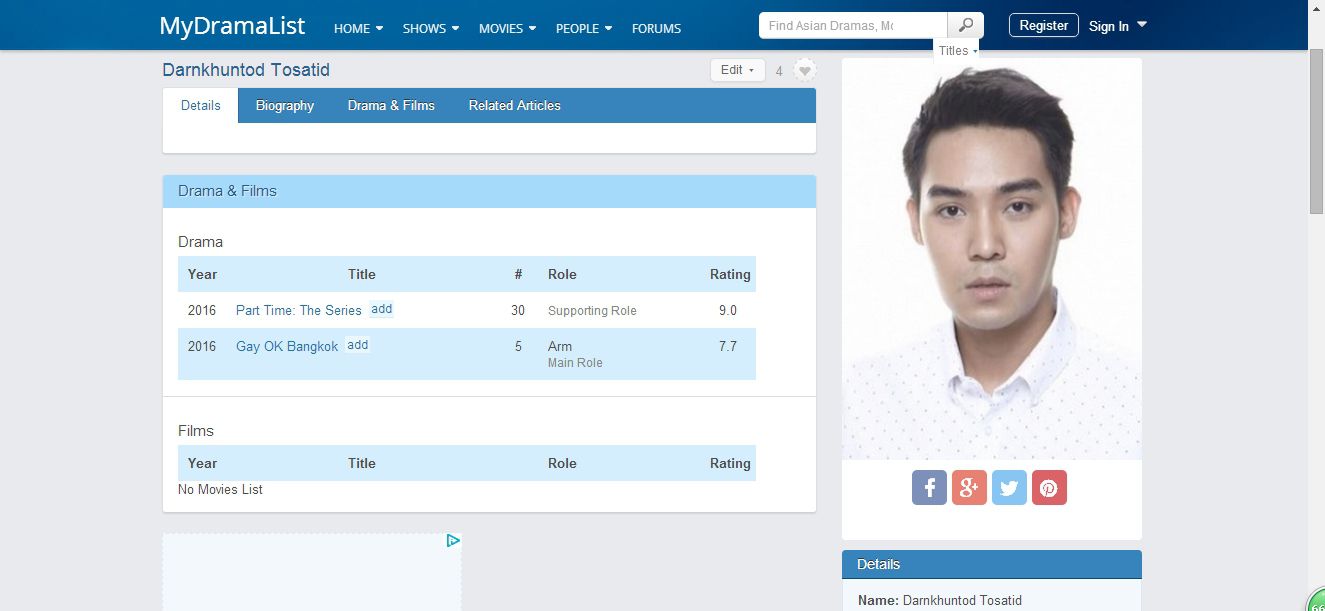 MyDramaList HOME SHOWS MOVIES PEOPLE FORUMS Find Asian Dramas, Mo Register Sign In
Titles
Darnkhuntod Tosatid Edit 4
Details Biography Drama & Films Related Articles
Drama & Films
Drama
Year Title # Role Rating
2016 Part Time: The Series add 30 Supporting Role 9.0
2016 Gay OK Bangkok add 5 Arm 7.7
Main Role
Films
Year Title Role Rating
No Movies List
f g+
Details
Name: Darnkhuntod Tosatid